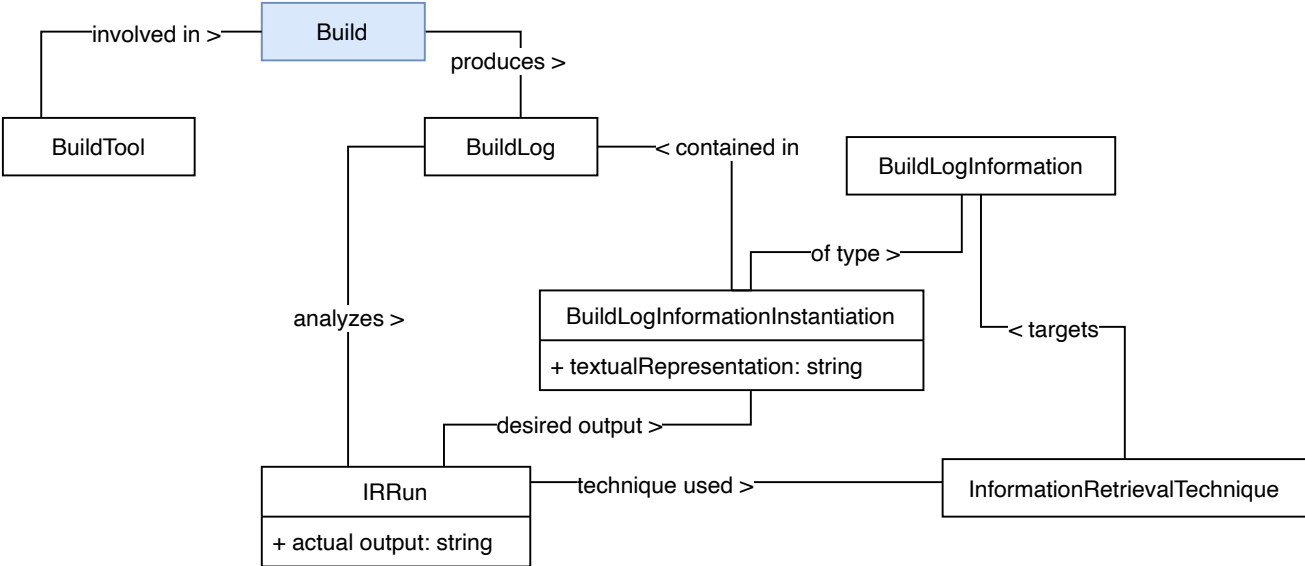 involved in >
Build
produces >
BuildTool
BuildLog
< contained in
BuildLogInformation
of type >
analyzes >
BuildLogInformationInstantiation
< targets
+ textualRepresentation: string
desired output >
IRRun
technique used >
InformationRetrievalTechnique
+ actual output: string